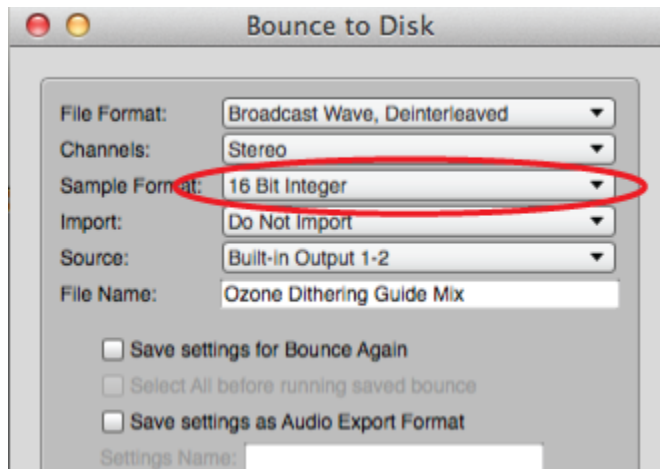 Bounce to Disk
File Format: Broadcast Wave, Deinterleaved
Channels: Stereo
Sample Format: 16 Bit Integer
Import: Do Not Import
Source: Built-in Output 1-2
File Name: Ozone Dithering Guide Mix
Save settings for Bounce Again
Select All before running saved bounce
Save settings as Audio Export Format
Settings Name: